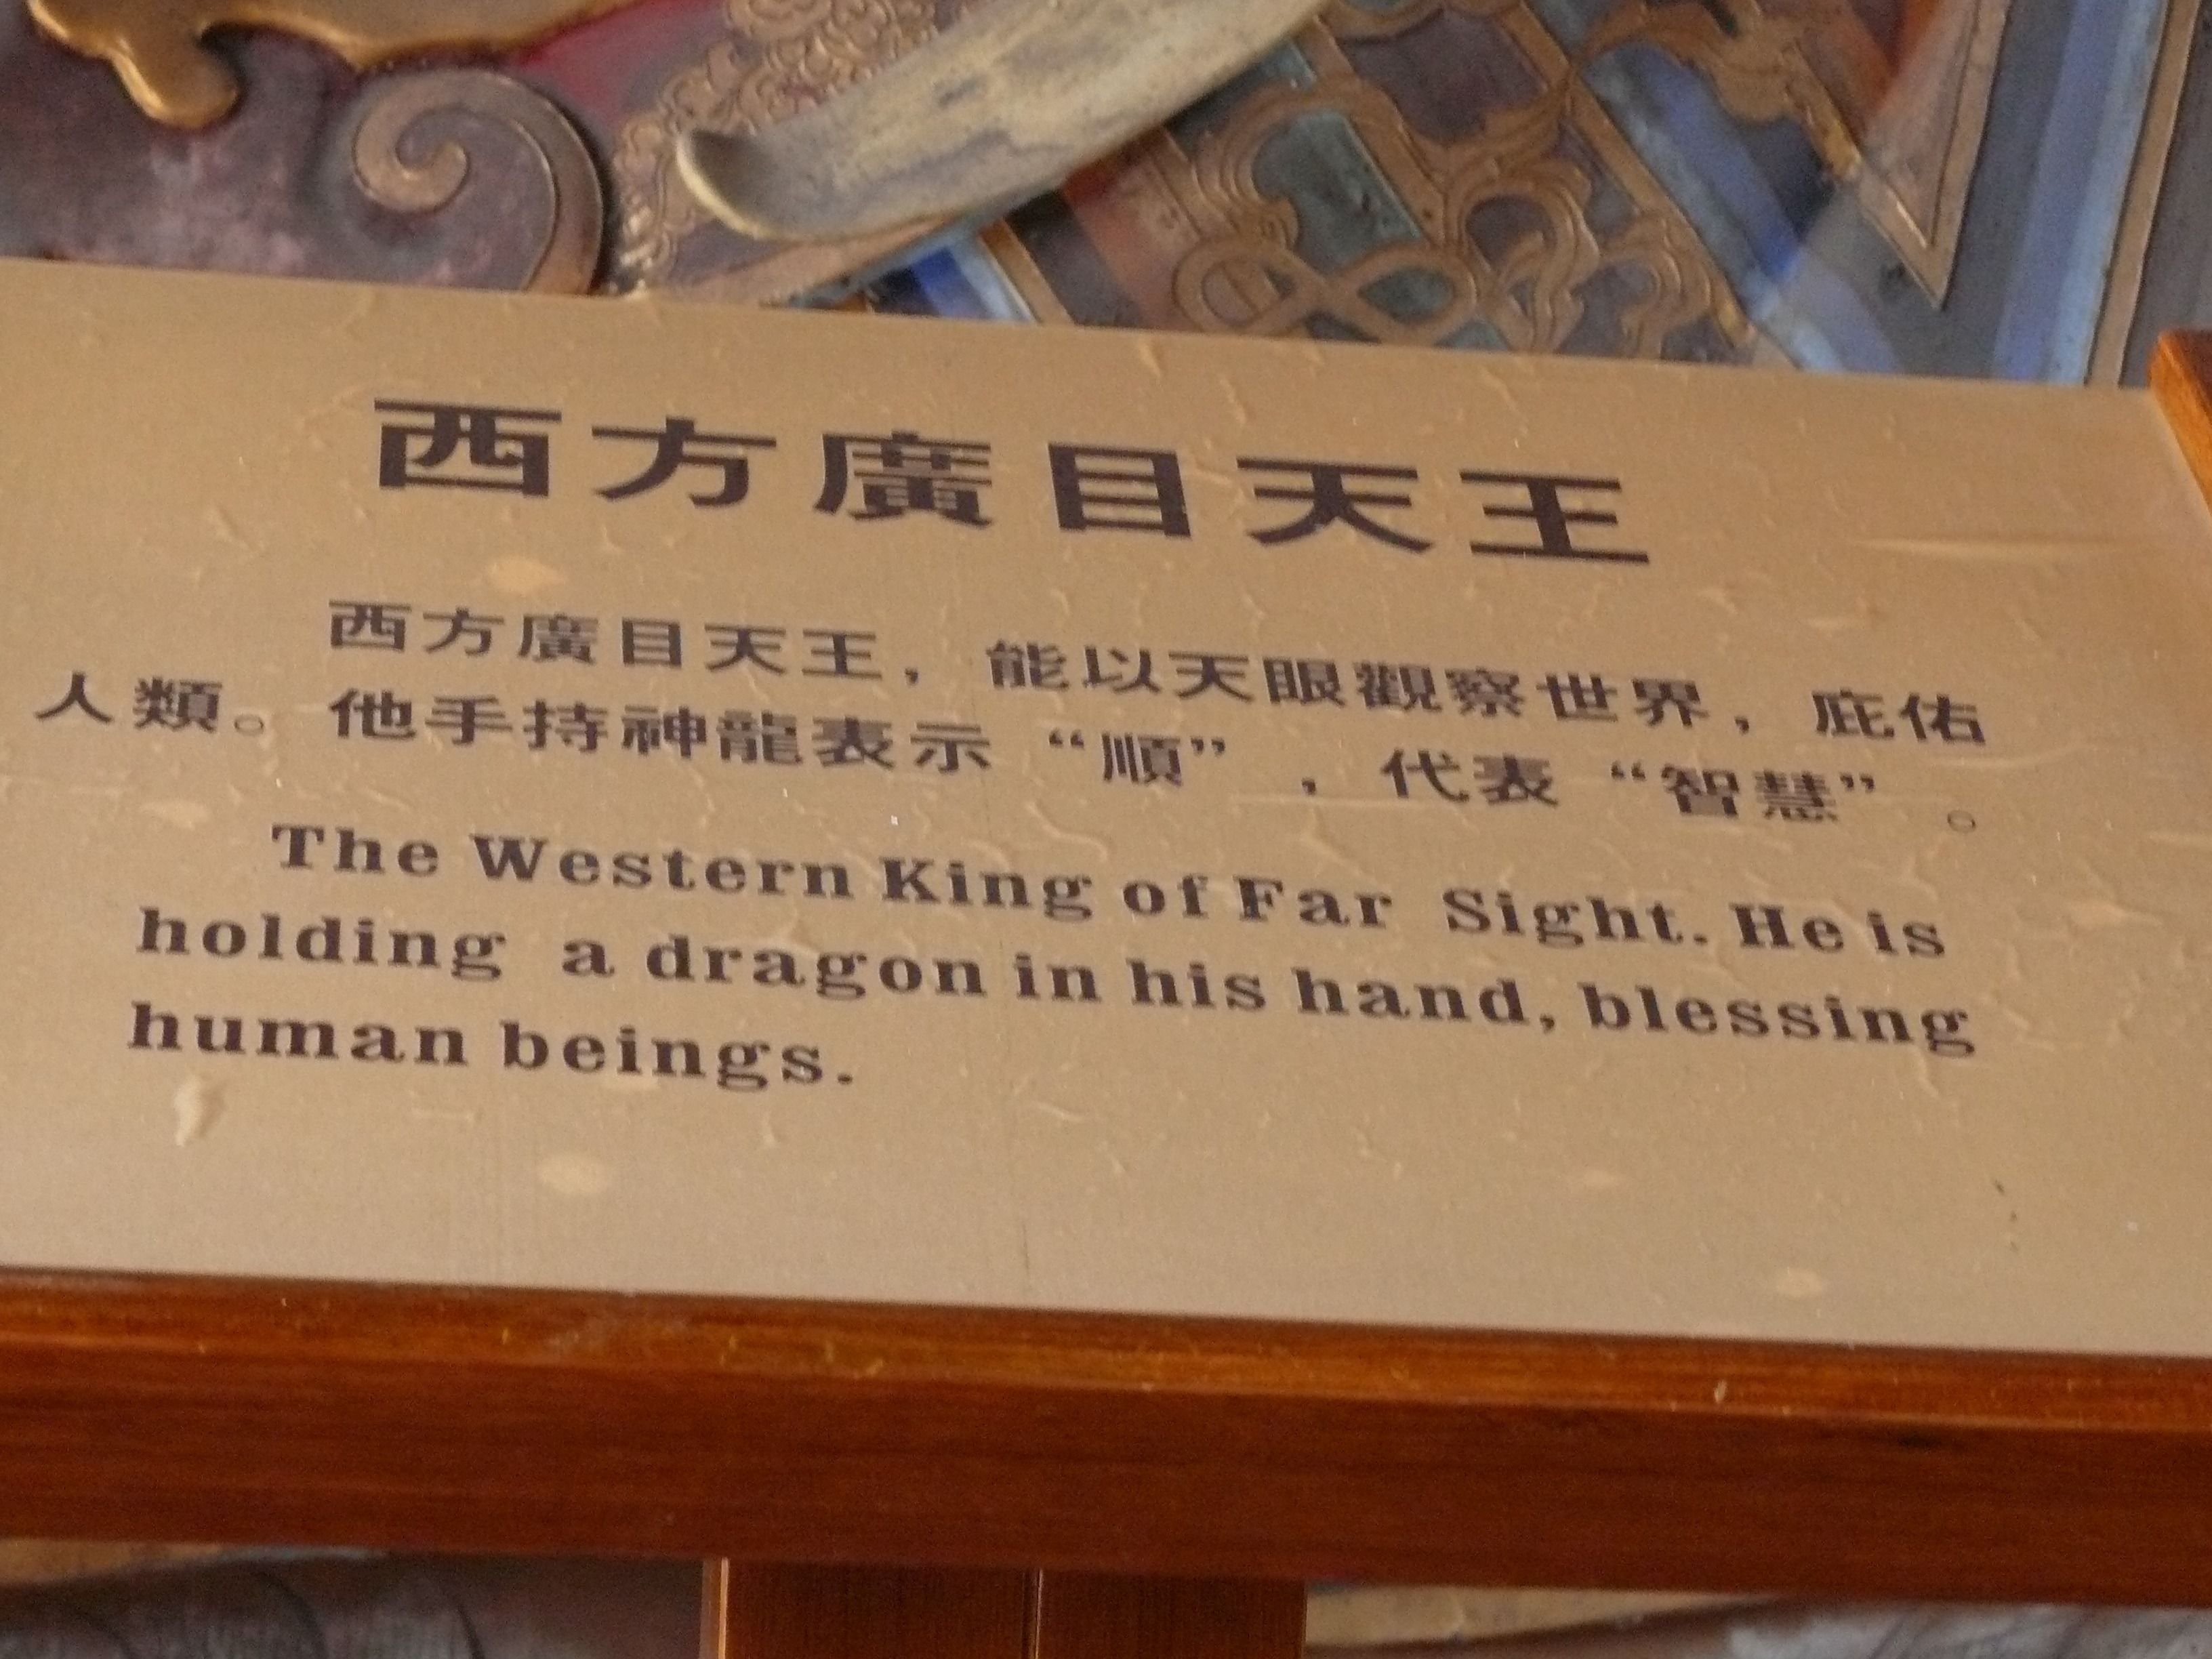 西方廣目天王
西方廣目天王，能以天眼觀察世界，庇佑
人類。他手持神龍表示“順”，代表“智慧”。
The Western King of Far Sight. He is
holding a dragon in his hand, blessing
human beings.